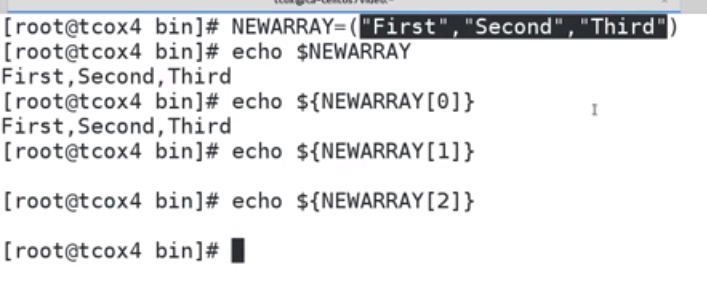 [root@tcox4 bin]# NEWARRAY=("First","Second","Third")
[root@tcox4 bin]# echo $NEWARRAY
First,Second,Third
[root@tcox4 bin]# echo ${NEWARRAY[0]}
First,Second,Third
[root@tcox4 bin]# echo ${NEWARRAY[1]}
[root@tcox4 bin]# echo ${NEWARRAY[2]}
[root@tcox4 bin]#